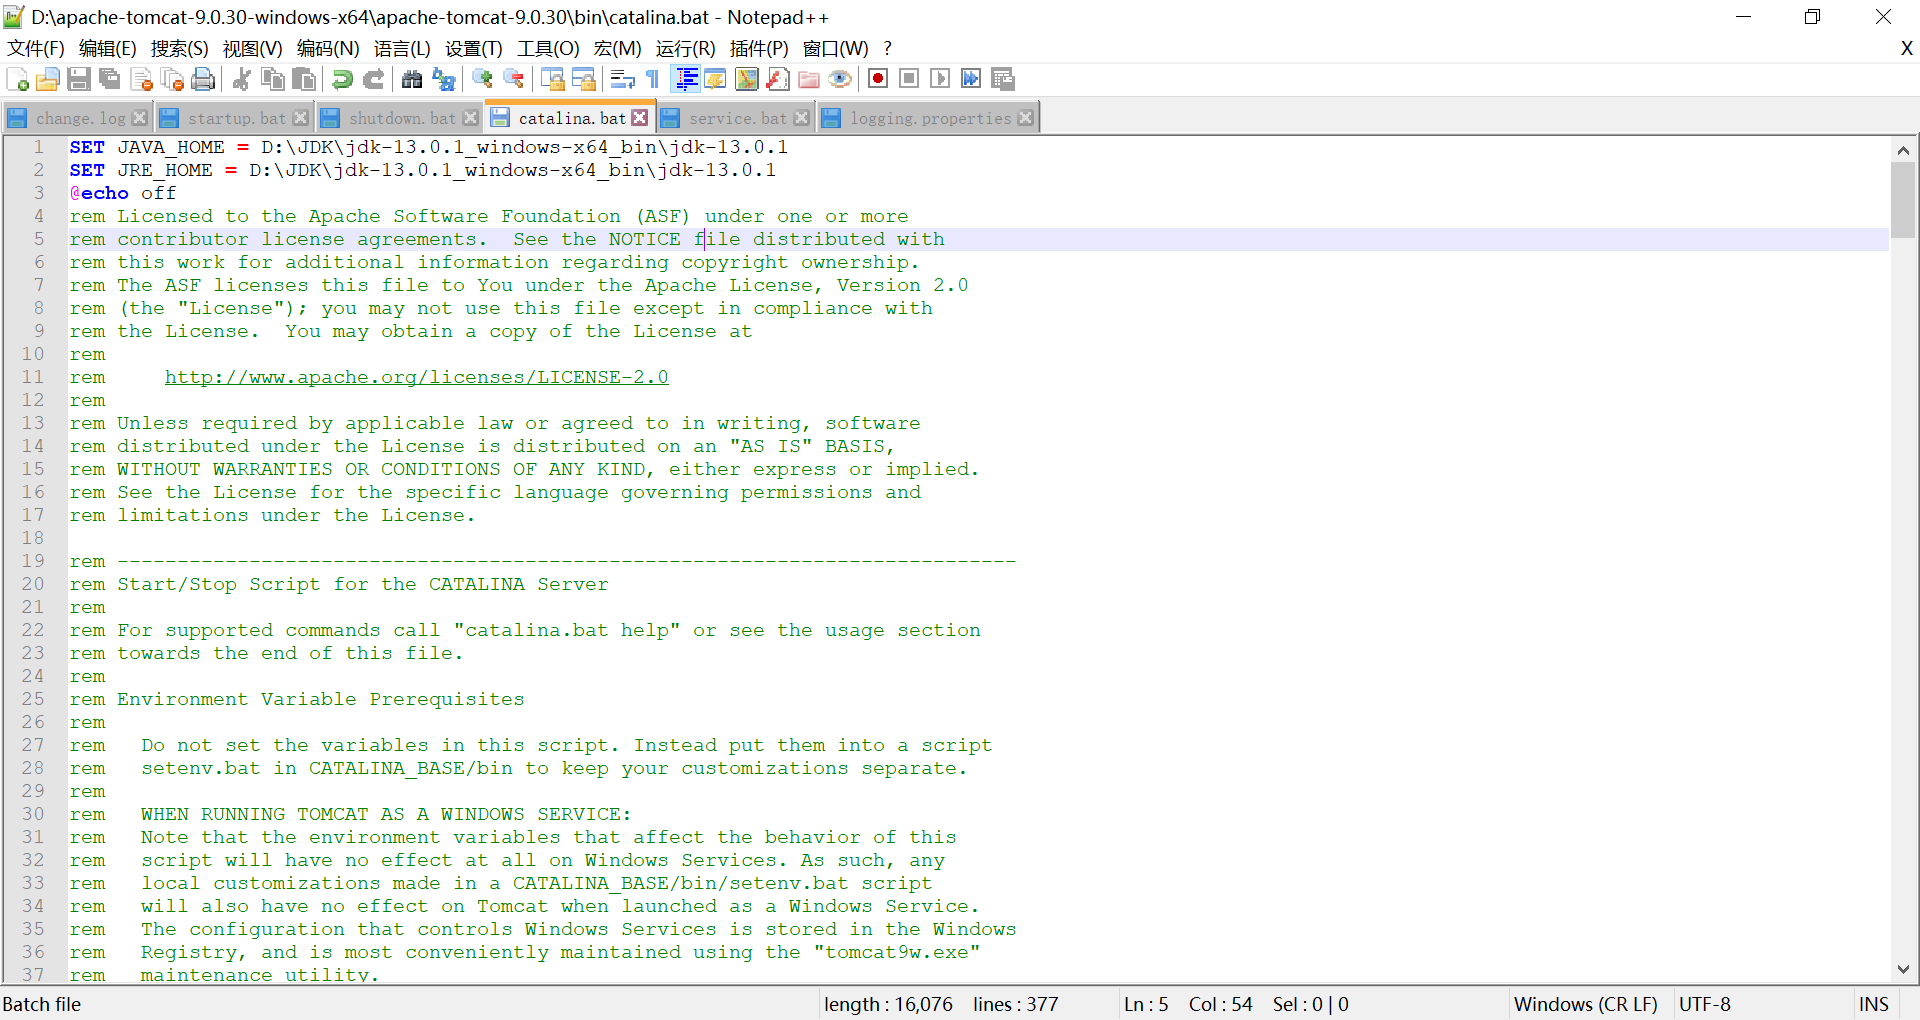 D:\apache-tomcat-9.0.30-windows-x64\apache-tomcat-9.0.30\bin\catalina.bat - Notepad++
文件(F) 编辑(E) 搜索(S) 视图(V) 编码(N) 语言(L) 设置(T) 工具(O) 宏(M) 运行(R) 插件(P) 窗口(W) ? X
change.log startup.bat shutdown.bat catalina.bat service.bat logging.properties
1 SET JAVA_HOME = D:\JDK\jdk-13.0.1_windows-x64_bin\jdk-13.0.1
2 SET JRE_HOME = D:\JDK\jdk-13.0.1_windows-x64_bin\jdk-13.0.1
3 @echo off
4 rem Licensed to the Apache Software Foundation (ASF) under one or more
5 rem contributor license agreements.  See the NOTICE file distributed with
6 rem this work for additional information regarding copyright ownership.
7 rem The ASF licenses this file to You under the Apache License, Version 2.0
8 rem (the "License"); you may not use this file except in compliance with
9 rem the License.  You may obtain a copy of the License at
10 rem
11 rem     http://www.apache.org/licenses/LICENSE-2.0
12 rem
13 rem Unless required by applicable law or agreed to in writing, software
14 rem distributed under the License is distributed on an "AS IS" BASIS,
15 rem WITHOUT WARRANTIES OR CONDITIONS OF ANY KIND, either express or implied.
16 rem See the License for the specific language governing permissions and
17 rem limitations under the License.
18
19 rem ---------------------------------------------------------------------------
20 rem Start/Stop Script for the CATALINA Server
21 rem
22 rem For supported commands call "catalina.bat help" or see the usage section
23 rem towards the end of this file.
24 rem
25 rem Environment Variable Prerequisites
26 rem
27 rem   Do not set the variables in this script. Instead put them into a script
28 rem   setenv.bat in CATALINA_BASE/bin to keep your customizations separate.
29 rem
30 rem   WHEN RUNNING TOMCAT AS A WINDOWS SERVICE:
31 rem   Note that the environment variables that affect the behavior of this
32 rem   script will have no effect at all on Windows Services. As such, any
33 rem   local customizations made in a CATALINA_BASE/bin/setenv.bat script
34 rem   will also have no effect on Tomcat when launched as a Windows Service.
35 rem   The configuration that controls Windows Services is stored in the Windows
36 rem   Registry, and is most conveniently maintained using the "tomcat9w.exe"
37 rem   maintenance utility.
Batch file length : 16,076 lines : 377 Ln : 5 Col : 54 Sel : 0 | 0 Windows (CR LF) UTF-8 INS